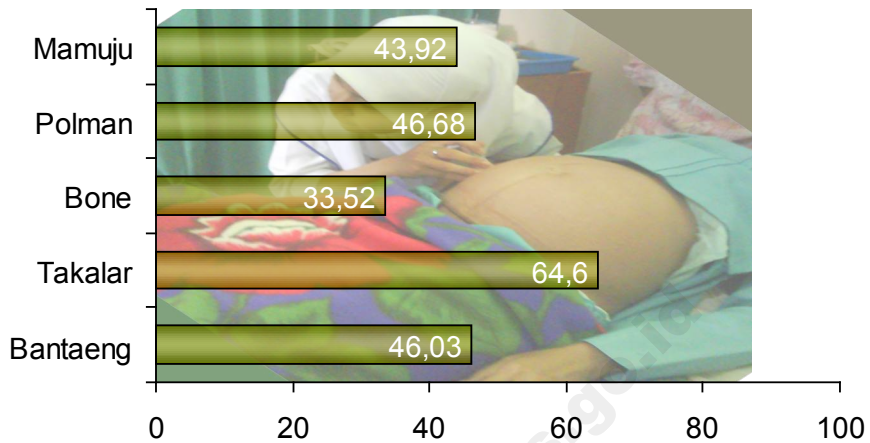 Mamuju 43,92
Polman 46,68
Bone 33,52
Takalar 64,6
Bantaeng 46,03
0 20 40 60 80 100